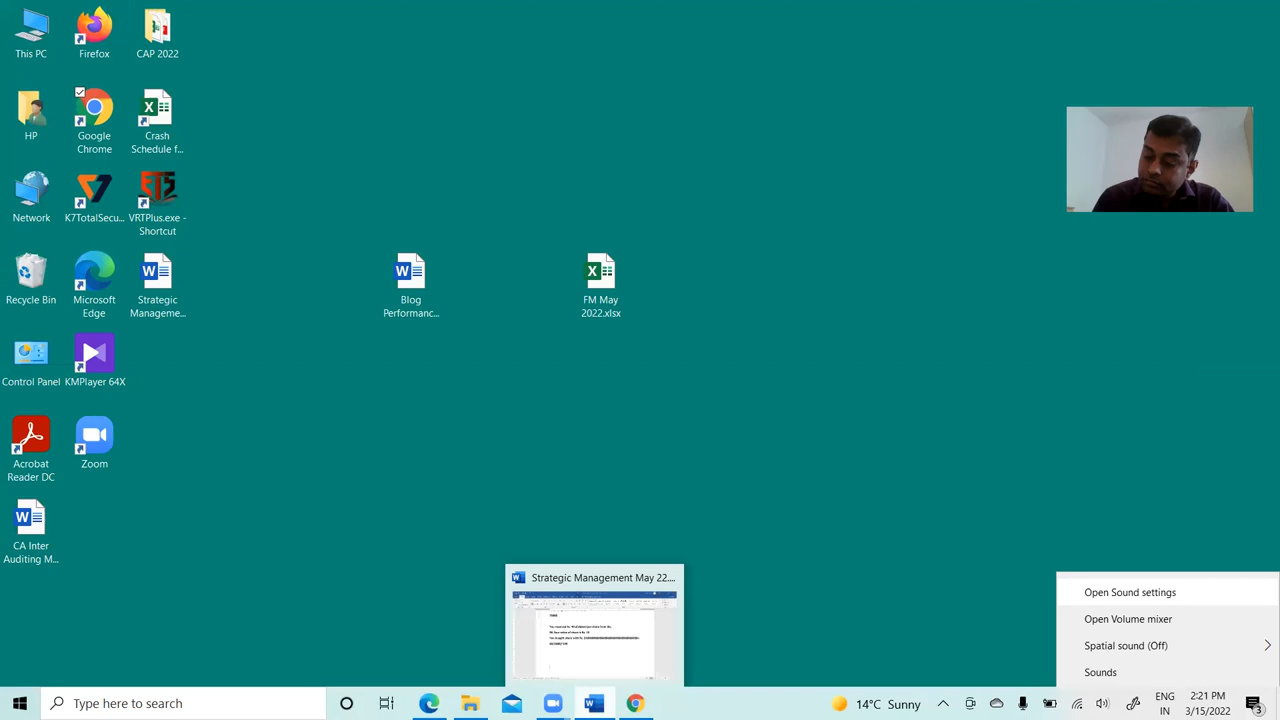 This PC
Firefox
CAP 2022
HP
Google
Chrome
Crash
Schedule f...
Network
K7TotalSecu...
VRTPlus.exe -
Shortcut
Recycle Bin
Microsoft
Edge
Strategic
Manageme...
Blog
Performanc...
FM May
2022.xlsx
Control Panel
KMPlayer 64X
Acrobat
Reader DC
Zoom
CA Inter
Auditing M...
Strategic Management May 22....
Open Sound settings
Open Volume mixer
Spatial sound (Off)
Sounds
Type here to search
14°C Sunny
ENG
IN
2:21 PM
3/15/2022
3